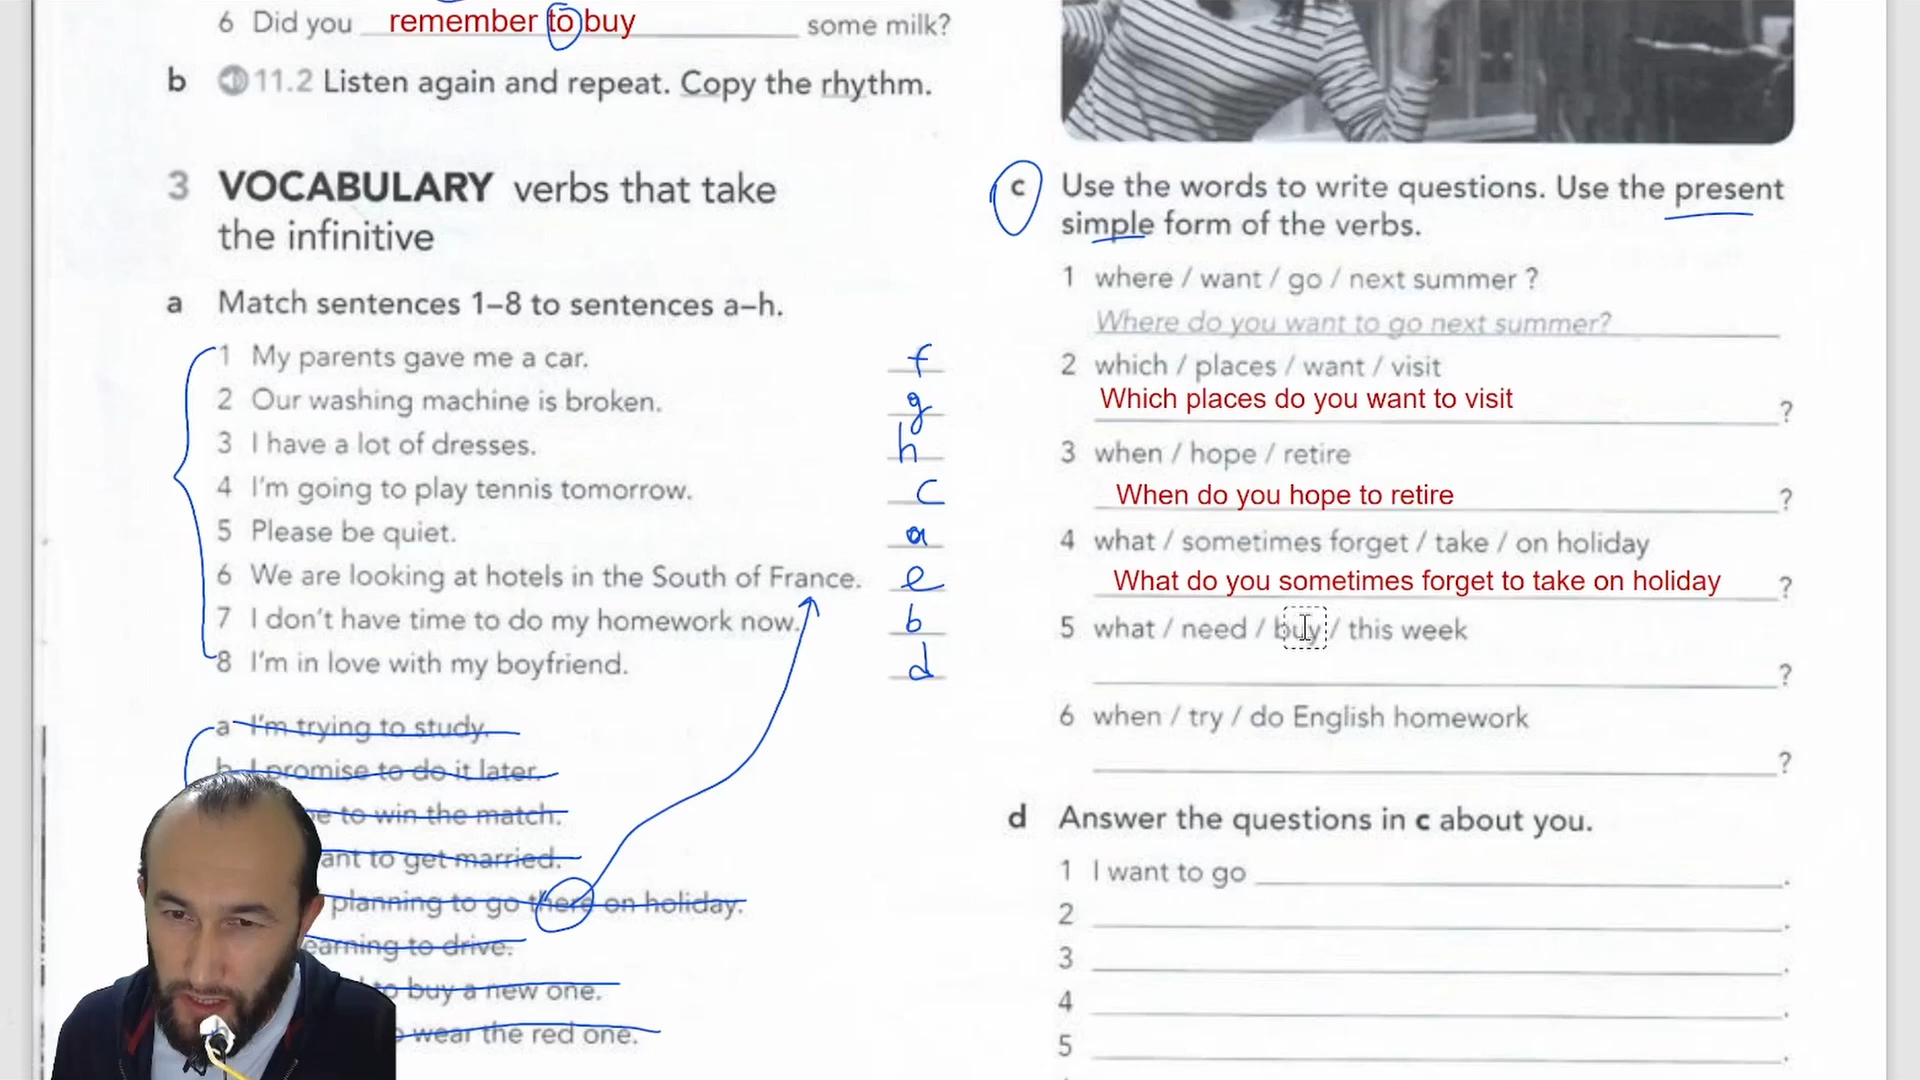 6 Did you remember to buy some milk?
b 11.2 Listen again and repeat. Copy the rhythm.
3 VOCABULARY verbs that take
the infinitive
a Match sentences 1–8 to sentences a–h.
1 My parents gave me a car. f
2 Our washing machine is broken. g
3 I have a lot of dresses. h
4 I'm going to play tennis tomorrow. c
5 Please be quiet. a
6 We are looking at hotels in the South of France. e
7 I don't have time to do my homework now. b
8 I'm in love with my boyfriend. d
a I'm trying to study.
b I promise to do it later.
to win the match.
to get married.
planning to go there on holiday.
to drive.
to buy a new one.
wear the red one.
c Use the words to write questions. Use the present
simple form of the verbs.
1 where / want / go / next summer ?
Where do you want to go next summer?
2 which / places / want / visit
Which places do you want to visit ?
3 when / hope / retire
When do you hope to retire ?
4 what / sometimes forget / take / on holiday
What do you sometimes forget to take on holiday ?
5 what / need / buy / this week
?
6 when / try / do English homework
?
d Answer the questions in c about you.
1 I want to go .
2 .
3 .
4 .
5 .